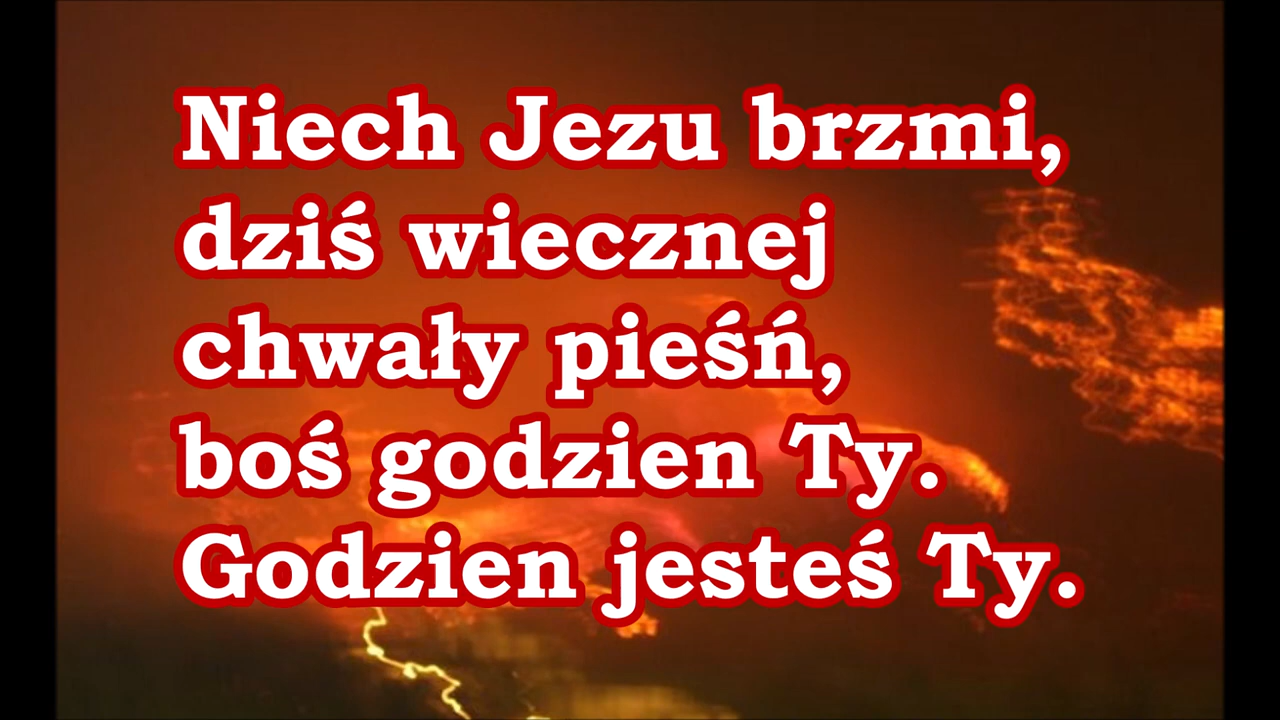 Niech Jezu brzmi,
dziś wiecznej
chwały pieśń,
boś godzien Ty.
Godzien jesteś Ty.